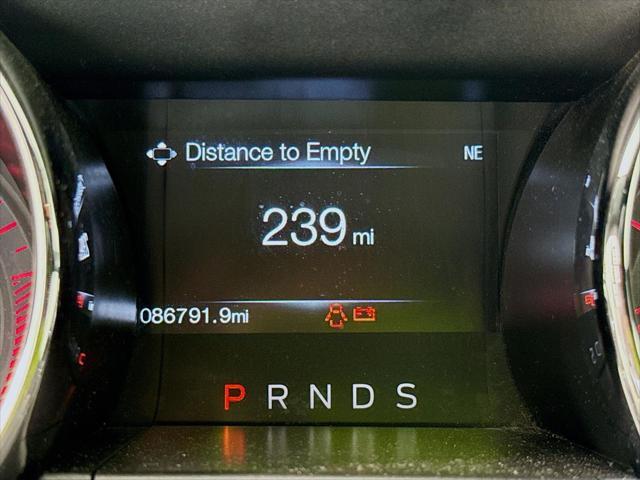 Distance to Empty NE
239 mi
086791.9mi
P R N D S